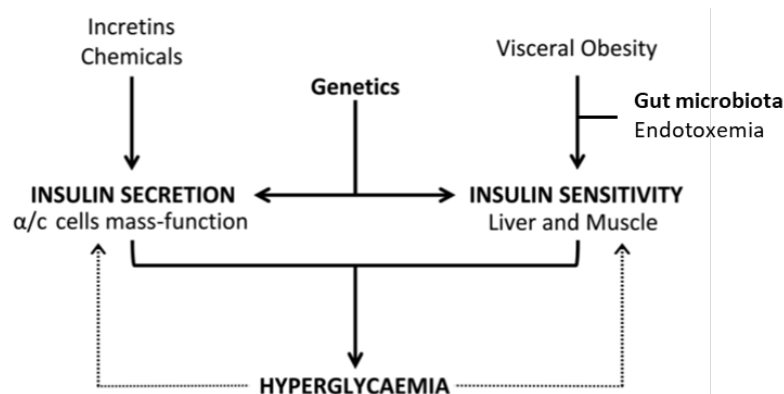 Incretins
Chemicals
Visceral Obesity
Genetics
Gut microbiota
Endotoxemia
INSULIN SECRETION
α/c cells mass-function
INSULIN SENSITIVITY
Liver and Muscle
HYPERGLYCAEMIA